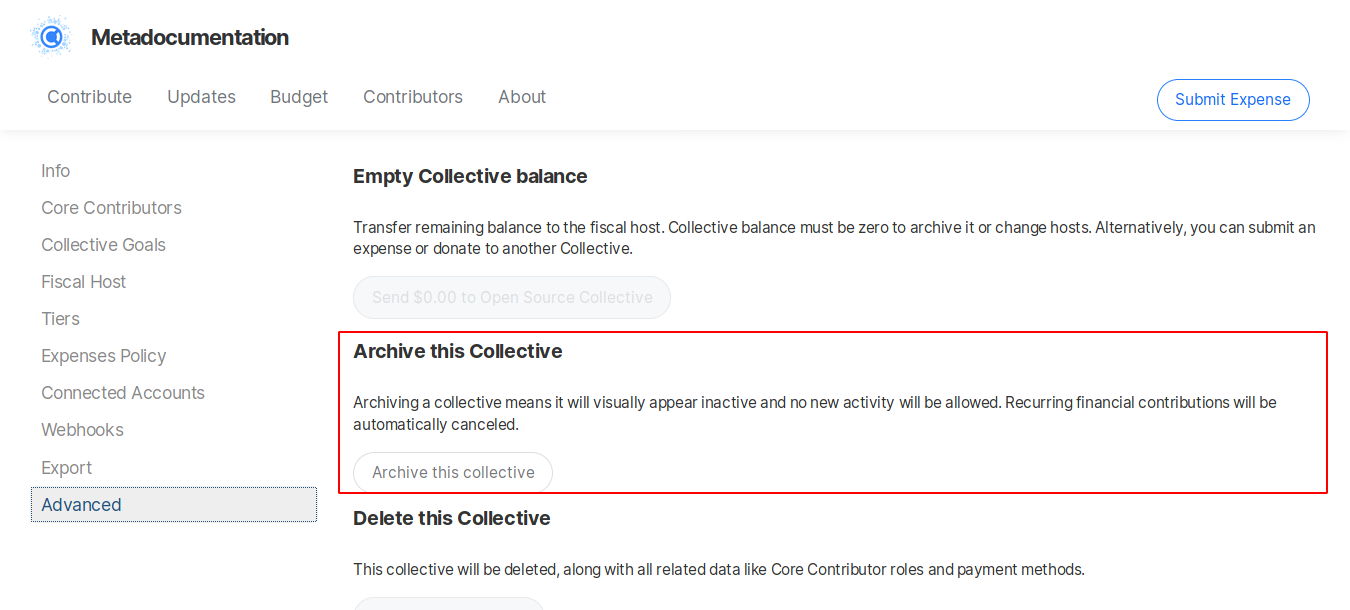 Metadocumentation
Contribute Updates Budget Contributors About Submit Expense
Info
Core Contributors
Collective Goals
Fiscal Host
Tiers
Expenses Policy
Connected Accounts
Webhooks
Export
Advanced
Empty Collective balance
Transfer remaining balance to the fiscal host. Collective balance must be zero to archive it or change hosts. Alternatively, you can submit an
expense or donate to another Collective.
Send $0.00 to Open Source Collective
Archive this Collective
Archiving a collective means it will visually appear inactive and no new activity will be allowed. Recurring financial contributions will be
automatically canceled.
Archive this collective
Delete this Collective
This collective will be deleted, along with all related data like Core Contributor roles and payment methods.